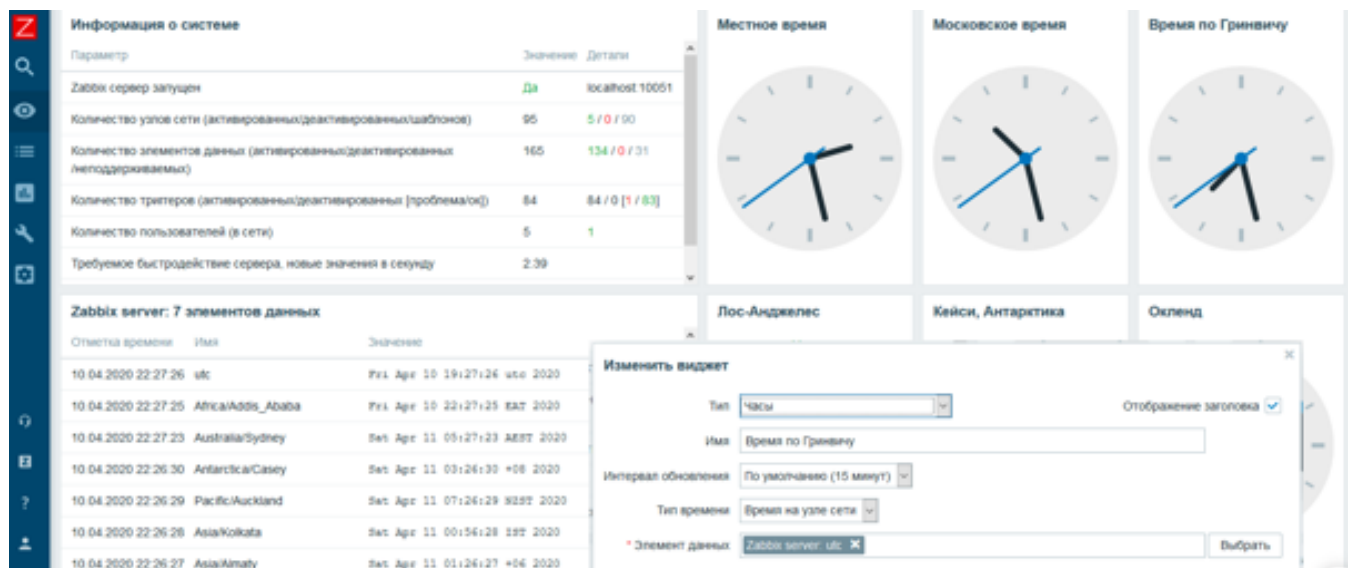 Z
Информация о системе
Параметр Значение Детали
Zabbix сервер запущен Да localhost:10051
Количество узлов сети (активированных/деактивированных/шаблонов) 95 5 / 0 / 90
Количество элементов данных (активированных/деактивированных 165 134 / 0 / 31
/неподдерживаемых)
Количество триггеров (активированных/деактивированных [проблема/ок]) 84 84 / 0 [1 / 83]
Количество пользователей (в сети) 5 1
Требуемое быстродействие сервера, новые значения в секунду 2.39
Местное время
Московское время
Время по Гринвичу
Zabbix server: 7 элементов данных
Отметка времени Имя Значение
10.04.2020 22:27:26 utc Fri Apr 10 19:27:26 utc 2020
10.04.2020 22:27:25 Africa/Addis_Ababa Fri Apr 10 22:27:25 EAT 2020
10.04.2020 22:27:23 Australia/Sydney Sat Apr 11 05:27:23 AEST 2020
10.04.2020 22:26:30 Antarctica/Casey Sat Apr 11 03:26:30 +08 2020
10.04.2020 22:26:29 Pacific/Auckland Sat Apr 11 07:26:29 NZST 2020
10.04.2020 22:26:28 Asia/Kolkata Sat Apr 11 00:56:28 IST 2020
10.04.2020 22:26:27 Asia/Almaty Sat Apr 11 01:26:27 +06 2020
Лос-Анджелес
Кейси, Антарктика
Окленд
Изменить виджет
Тип Часы Отображение заголовка
Имя Время по Гринвичу
Интервал обновления По умолчанию (15 минут)
Тип времени Время на узле сети
* Элемент данных Zabbix server: utc Выбрать
Z
?